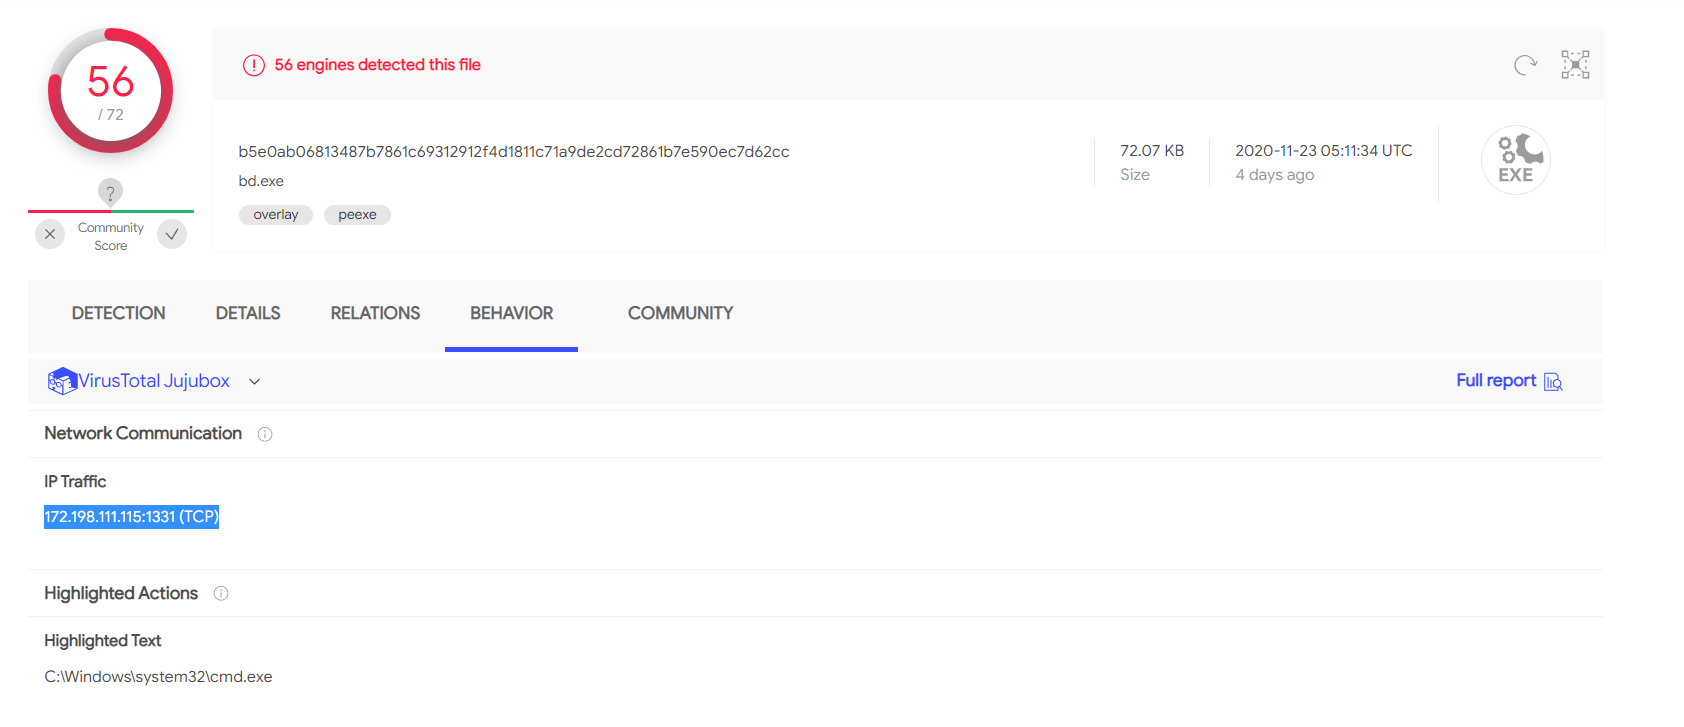 56
/ 72
?
Community
Score
56 engines detected this file
b5e0ab06813487b7861c69312912f4d1811c71a9de2cd72861b7e590ec7d62cc
bd.exe
overlay peexe
72.07 KB
Size
2020-11-23 05:11:34 UTC
4 days ago
EXE
DETECTION DETAILS RELATIONS BEHAVIOR COMMUNITY
VirusTotal Jujubox
Full report
Network Communication
IP Traffic
172.198.111.115:1331 (TCP)
Highlighted Actions
Highlighted Text
C:\Windows\system32\cmd.exe